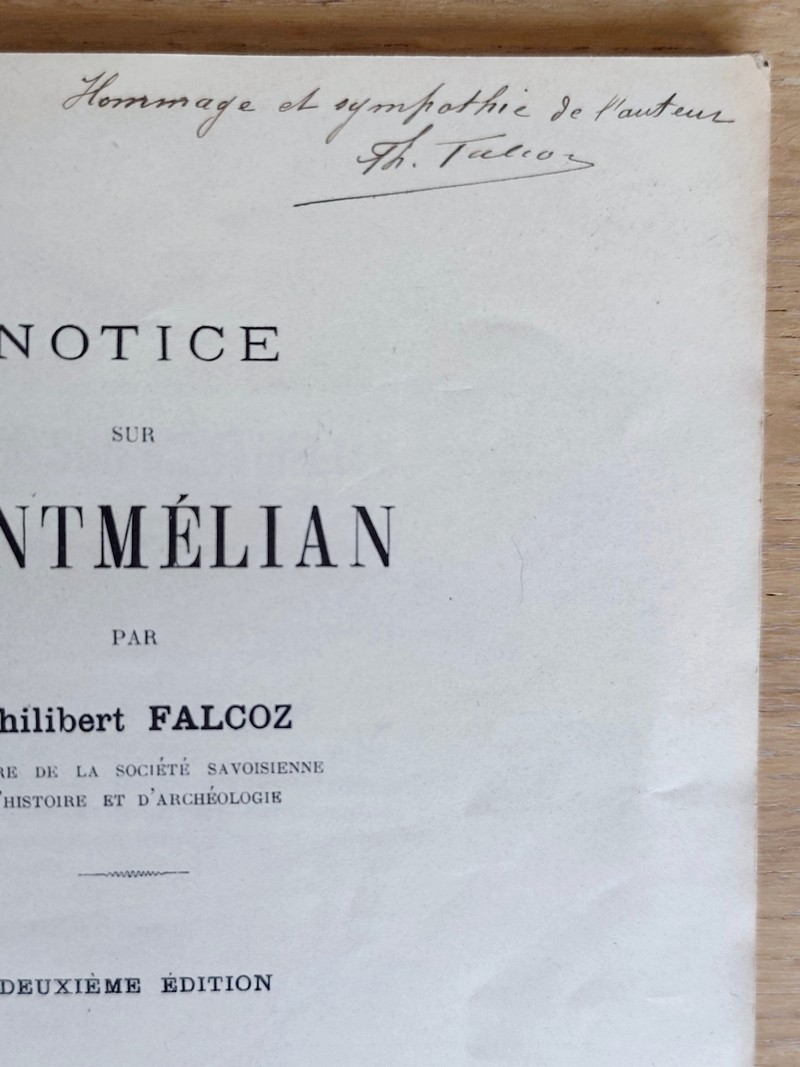 Hommage et sympathie de l'auteur
Ph. Falcoz
NOTICE
SUR
NTMÉLIAN
PAR
hilibert FALCOZ
RE DE LA SOCIÉTÉ SAVOISIENNE
'HISTOIRE ET D'ARCHÉOLOGIE
DEUXIÈME ÉDITION